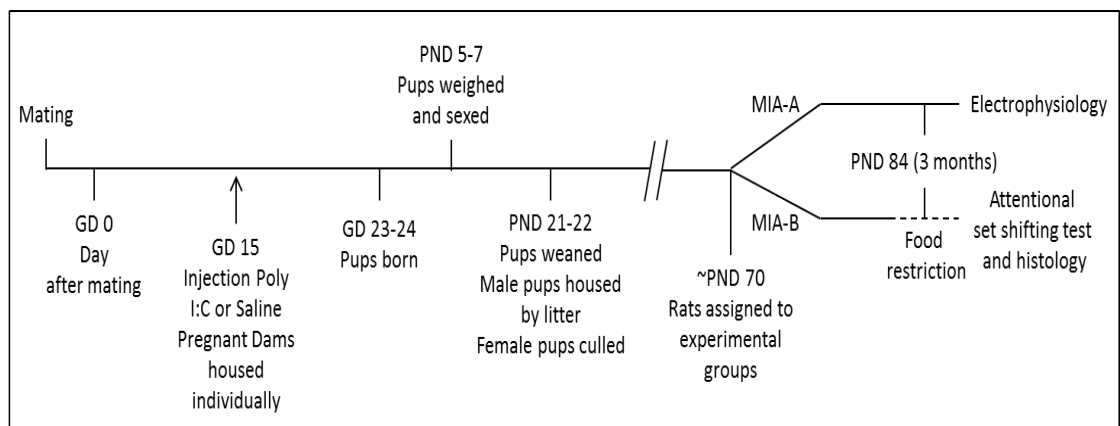 Mating
GD 0
Day
after mating
GD 15
Injection Poly
I:C or Saline
Pregnant Dams
housed
individually
GD 23-24
Pups born
PND 5-7
Pups weighed
and sexed
PND 21-22
Pups weaned
Male pups housed
by litter
Female pups culled
~PND 70
Rats assigned to
experimental
groups
MIA-A
Electrophysiology
PND 84 (3 months)
MIA-B
Food
restriction
Attentional
set shifting test
and histology